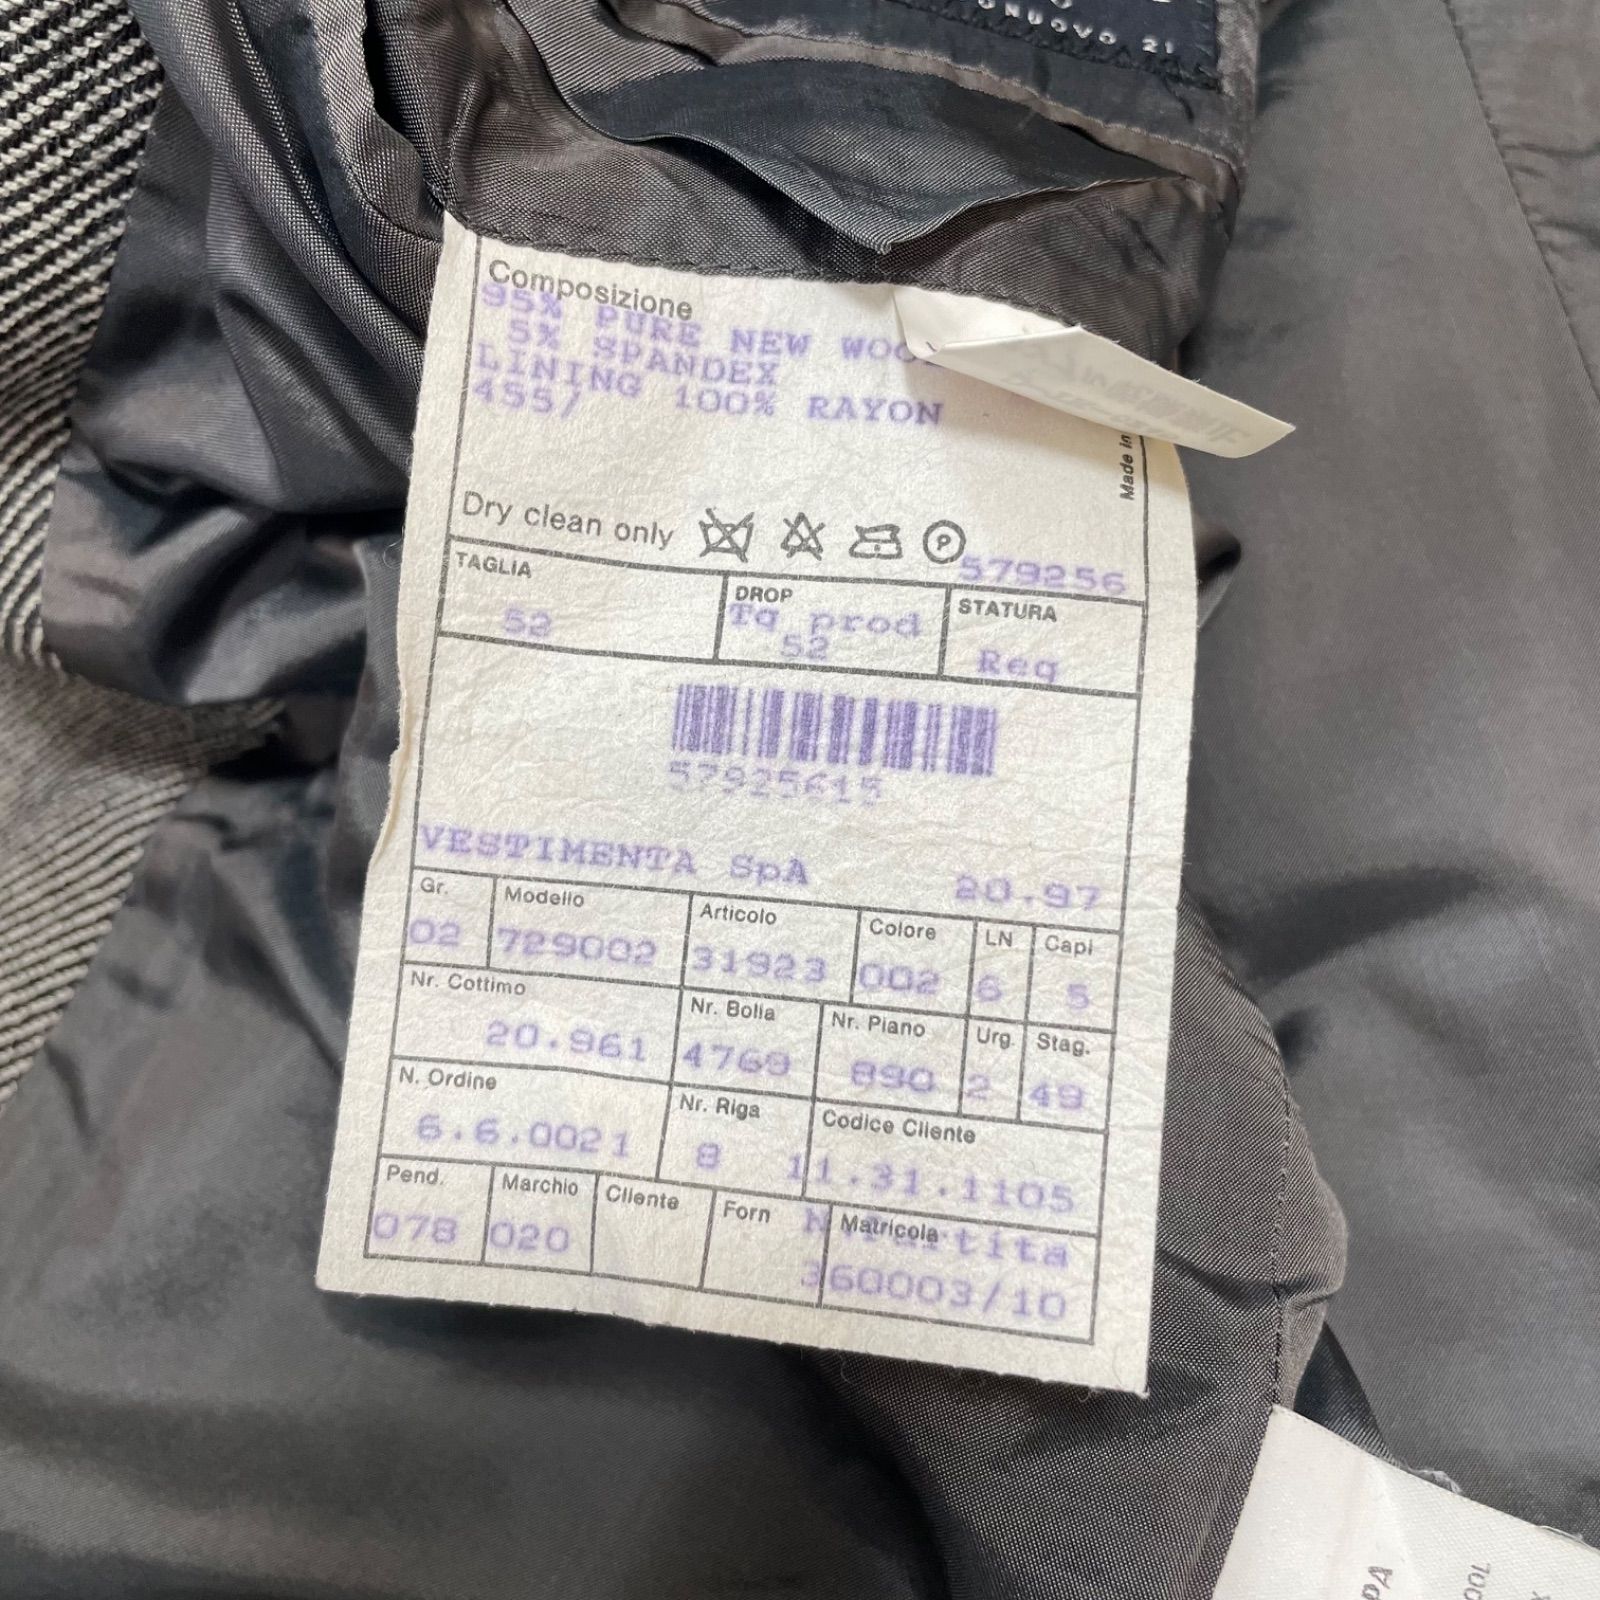 21
Composizione
95% PURE NEW
5% SPANDEX
LINING 100% RAYON
455/
Made in
Dry clean only
P
579256
TAGLIA
DROP
STATURA
52
Tg prod
52
Reg
57925615
VESTIMENTA SpA
20.97
Gr.
Modello
Articolo
Colore
LN
Capi
02
729002
31923
002
6
5
Nr. Cottimo
Nr. Bolla
Nr. Piano
Urg.
Stag.
20.961
4769
890
2
49
N. Ordine
Nr. Riga
Codice Cliente
6.6.0021
8
11.31.1105
Pend.
Marchio
Cliente
Forn
Matricola
078
020
360003/10